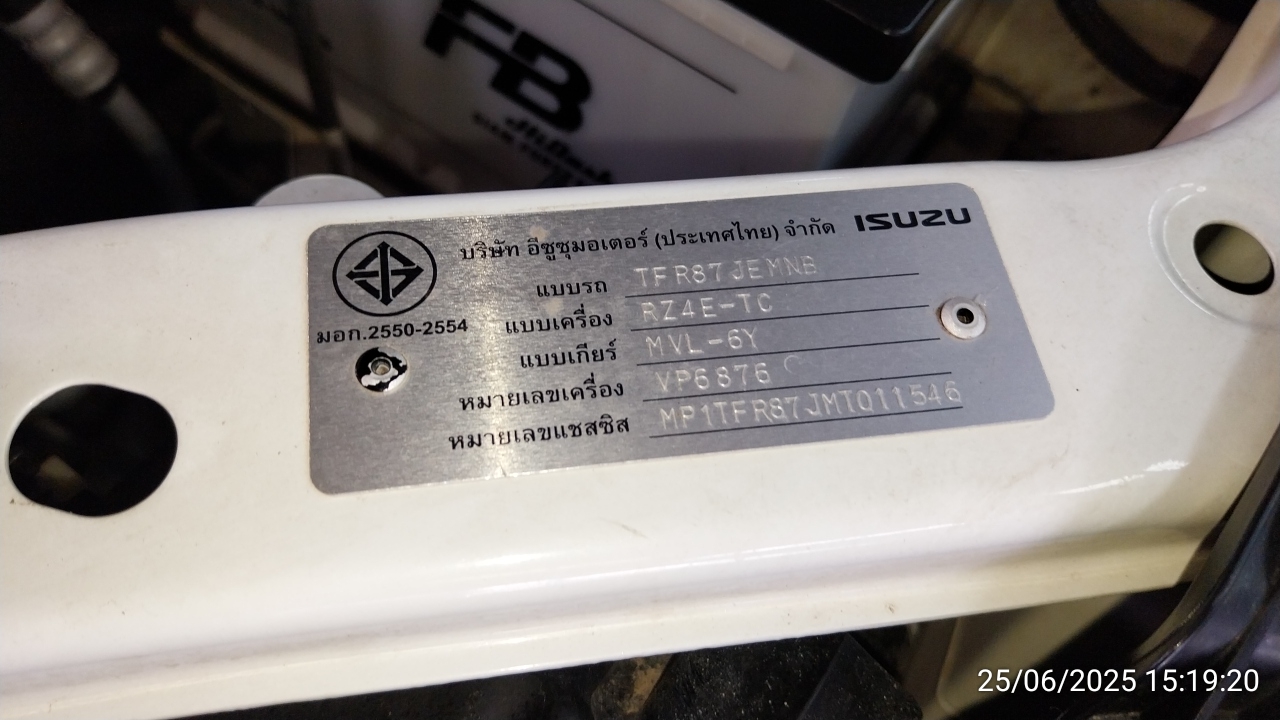 FB
บริษัท อีซูซุมอเตอร์ (ประเทศไทย) จำกัด ISUZU
แบบรถ TFR87JEMNB
มอก.2550-2554
แบบเครื่อง RZ4E-TC
แบบเกียร์ MVL-6Y
หมายเลขเครื่อง VP6876
หมายเลขแชสซิส MP1TFR87JMT011546
25/06/2025 15:19:20